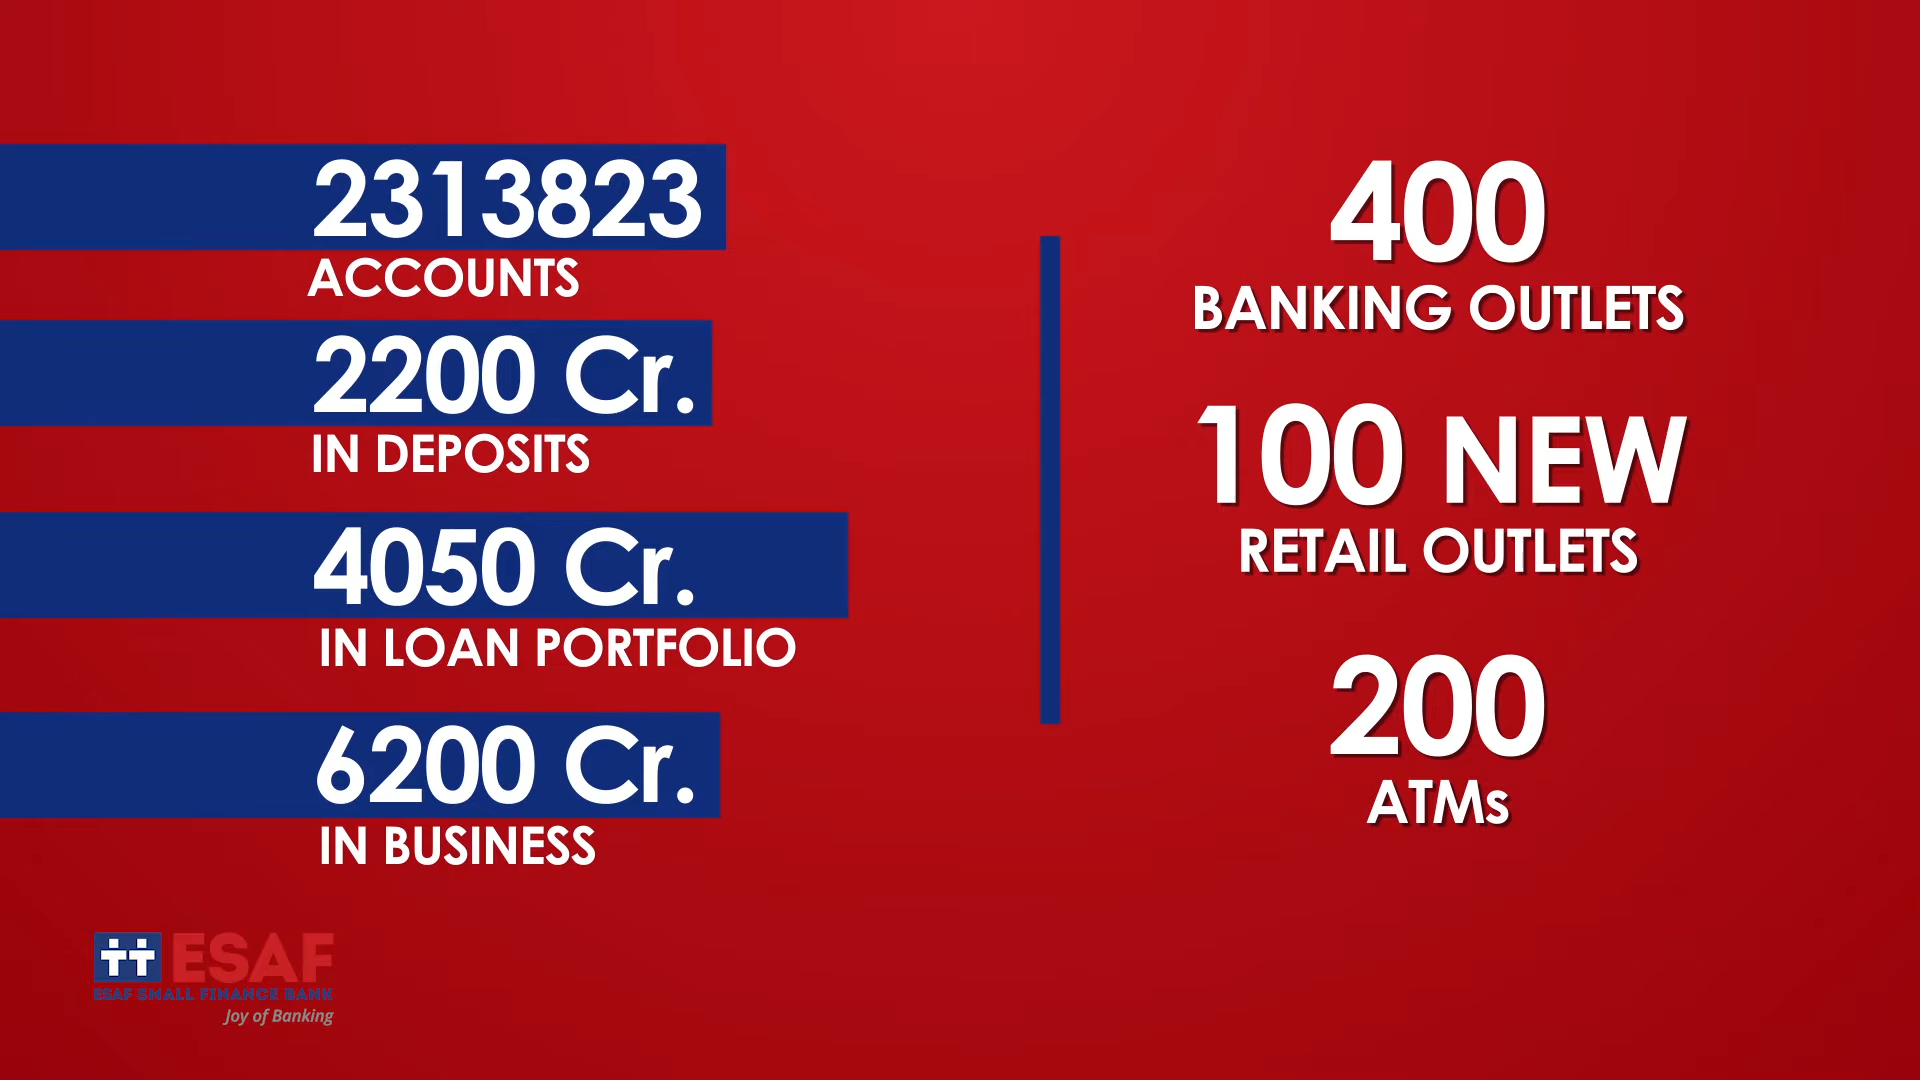 2313823
ACCOUNTS
2200 Cr.
IN DEPOSITS
4050 Cr.
IN LOAN PORTFOLIO
6200 Cr.
IN BUSINESS
400
BANKING OUTLETS
100 NEW
RETAIL OUTLETS
200
ATMs
ESAF
ESAF SMALL FINANCE BANK
Joy of Banking